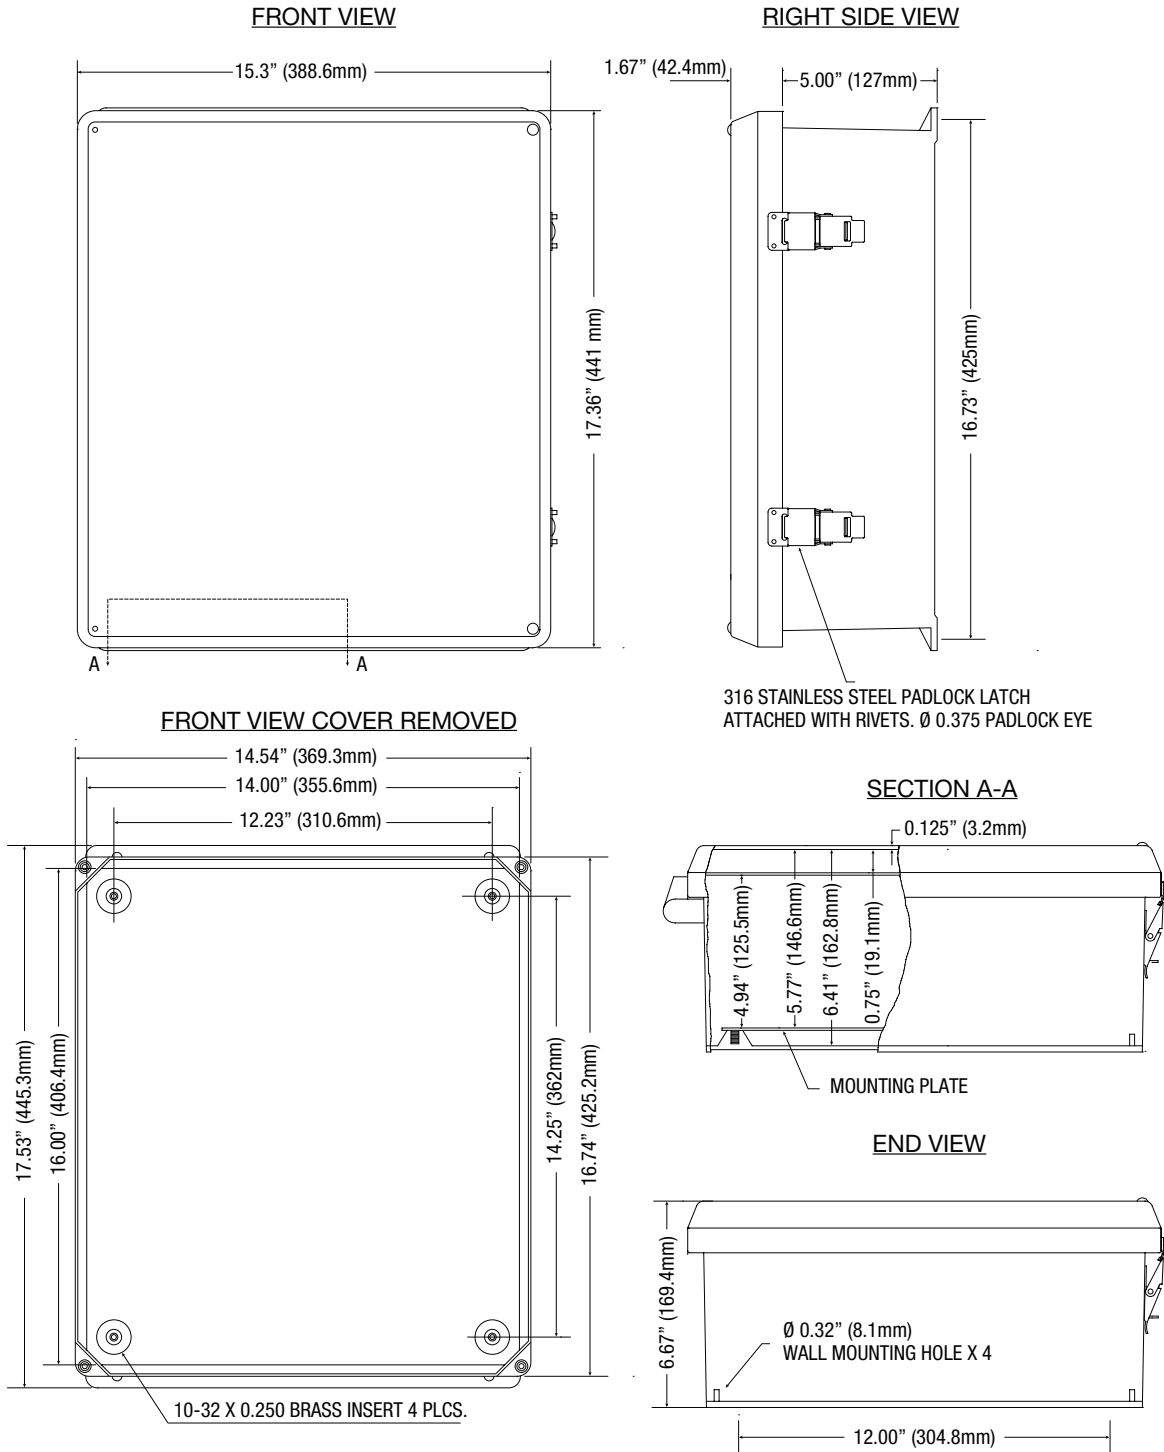 FRONT VIEW
RIGHT SIDE VIEW
15.3” (388.6mm)
1.67” (42.4mm)
5.00” (127mm)
17.36” (441 mm)
16.73” (425mm)
A
A
316 STAINLESS STEEL PADLOCK LATCH
ATTACHED WITH RIVETS. Ø 0.375 PADLOCK EYE
FRONT VIEW COVER REMOVED
14.54” (369.3mm)
14.00” (355.6mm)
12.23” (310.6mm)
17.53” (445.3mm)
16.00” (406.4mm)
14.25” (362mm)
16.74” (425.2mm)
10-32 X 0.250 BRASS INSERT 4 PLCS.
SECTION A-A
0.125” (3.2mm)
4.94” (125.5mm)
5.77” (146.6mm)
6.41” (162.8mm)
0.75” (19.1mm)
MOUNTING PLATE
END VIEW
6.67” (169.4mm)
Ø 0.32” (8.1mm)
WALL MOUNTING HOLE X 4
12.00” (304.8mm)